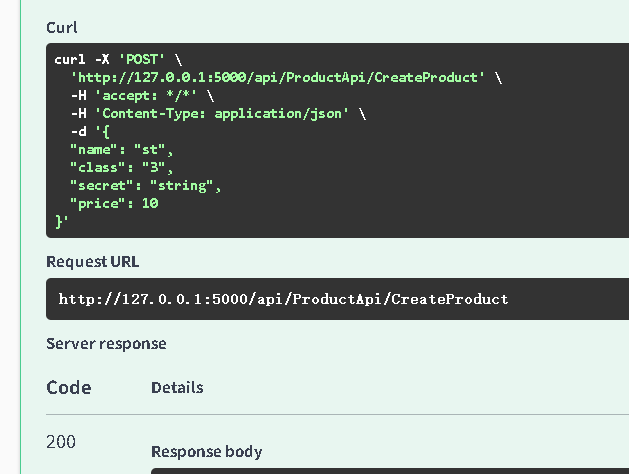 Curl
curl -X 'POST' \
'http://127.0.0.1:5000/api/ProductApi/CreateProduct' \
-H 'accept: */*' \
-H 'Content-Type: application/json' \
-d '{
"name": "st",
"class": "3",
"secret": "string",
"price": 10
}'
Request URL
http://127.0.0.1:5000/api/ProductApi/CreateProduct
Server response
Code Details
200
Response body